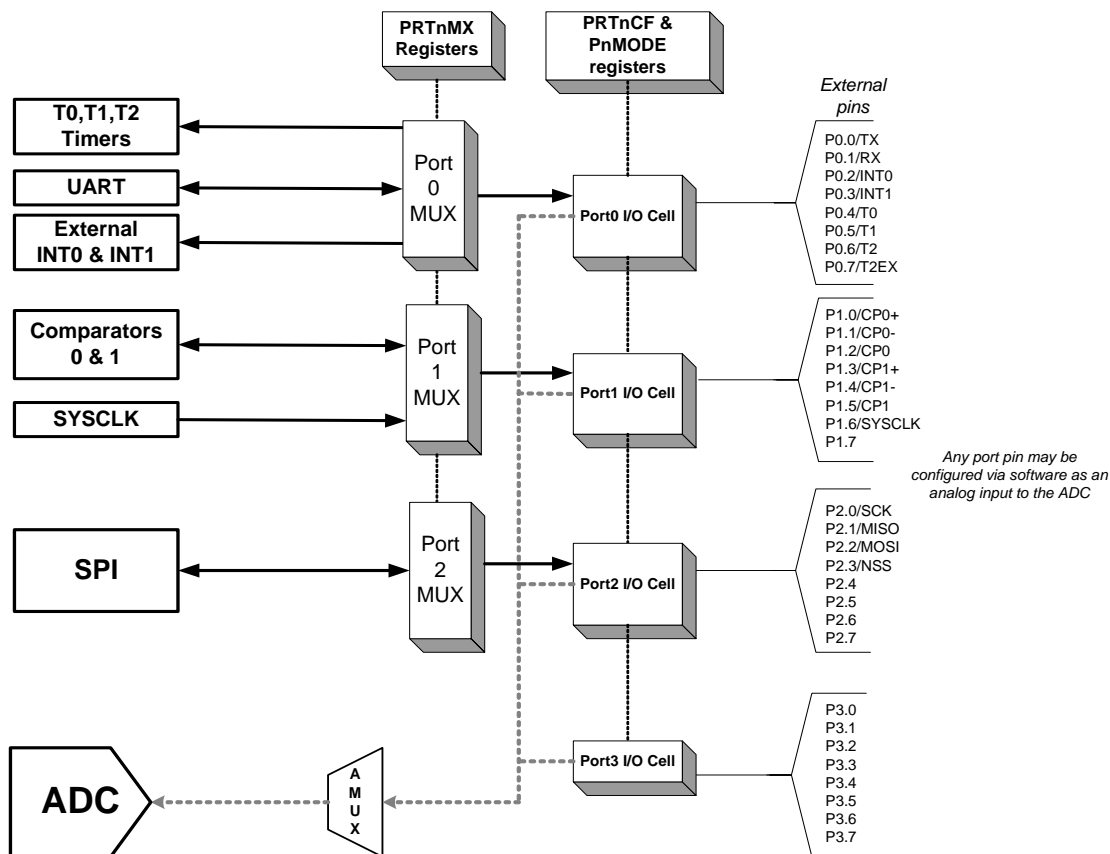 PRTnMX
Registers
PRTnCF &
PnMODE
registers
External
pins
T0,T1,T2
Timers
UART
External
INT0 & INT1
Port
0
MUX
Port0 I/O Cell
P0.0/TX
P0.1/RX
P0.2/INT0
P0.3/INT1
P0.4/T0
P0.5/T1
P0.6/T2
P0.7/T2EX
Comparators
0 & 1
SYSCLK
Port
1
MUX
Port1 I/O Cell
P1.0/CP0+
P1.1/CP0-
P1.2/CP0
P1.3/CP1+
P1.4/CP1-
P1.5/CP1
P1.6/SYSCLK
P1.7
Any port pin may be
configured via software as an
analog input to the ADC
SPI
Port
2
MUX
Port2 I/O Cell
P2.0/SCK
P2.1/MISO
P2.2/MOSI
P2.3/NSS
P2.4
P2.5
P2.6
P2.7
ADC
A
M
U
X
Port3 I/O Cell
P3.0
P3.1
P3.2
P3.3
P3.4
P3.5
P3.6
P3.7